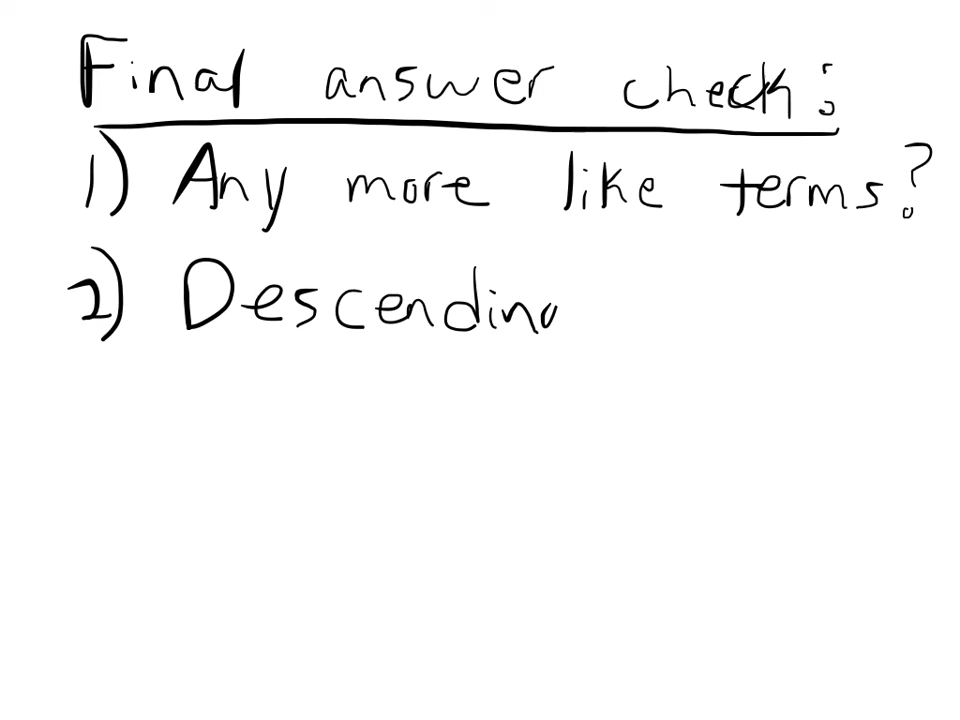 Final answer check:
1) Any more like terms?
2) Descendin